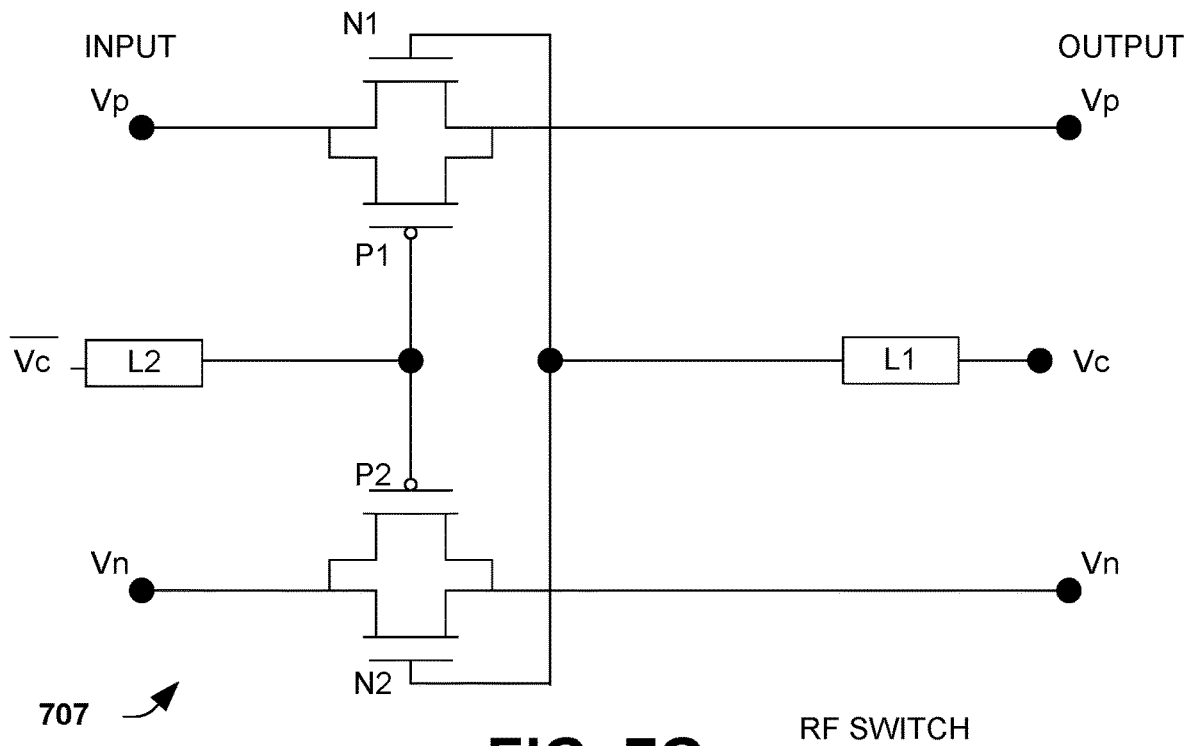 N1
INPUT OUTPUT
Vp Vp
P1
Vc L2 L1 Vc
P2
Vn Vn
N2
707
RF SWITCH